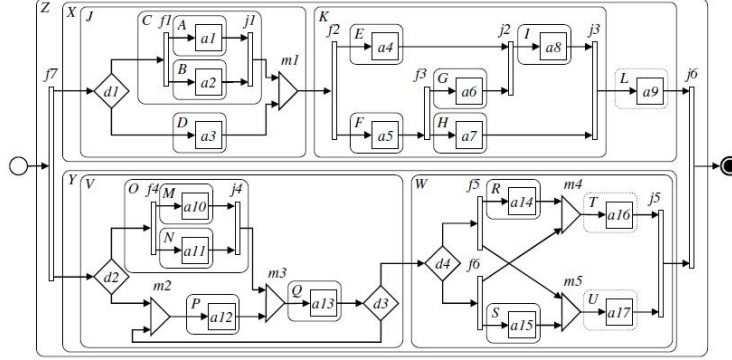 Z X J C f1 A a1 j1
B a2
f7 d1 m1
D a3
K f2 E a4 j2 I a8 j3
f3 G a6
F a5 H a7
L a9 j6
Y V O f4 M a10 j4
N a11
d2 m2 P a12 m3 Q a13 d3
W f5 R a14 m4 T a16 j5
d4 f6 m5 U a17
S a15